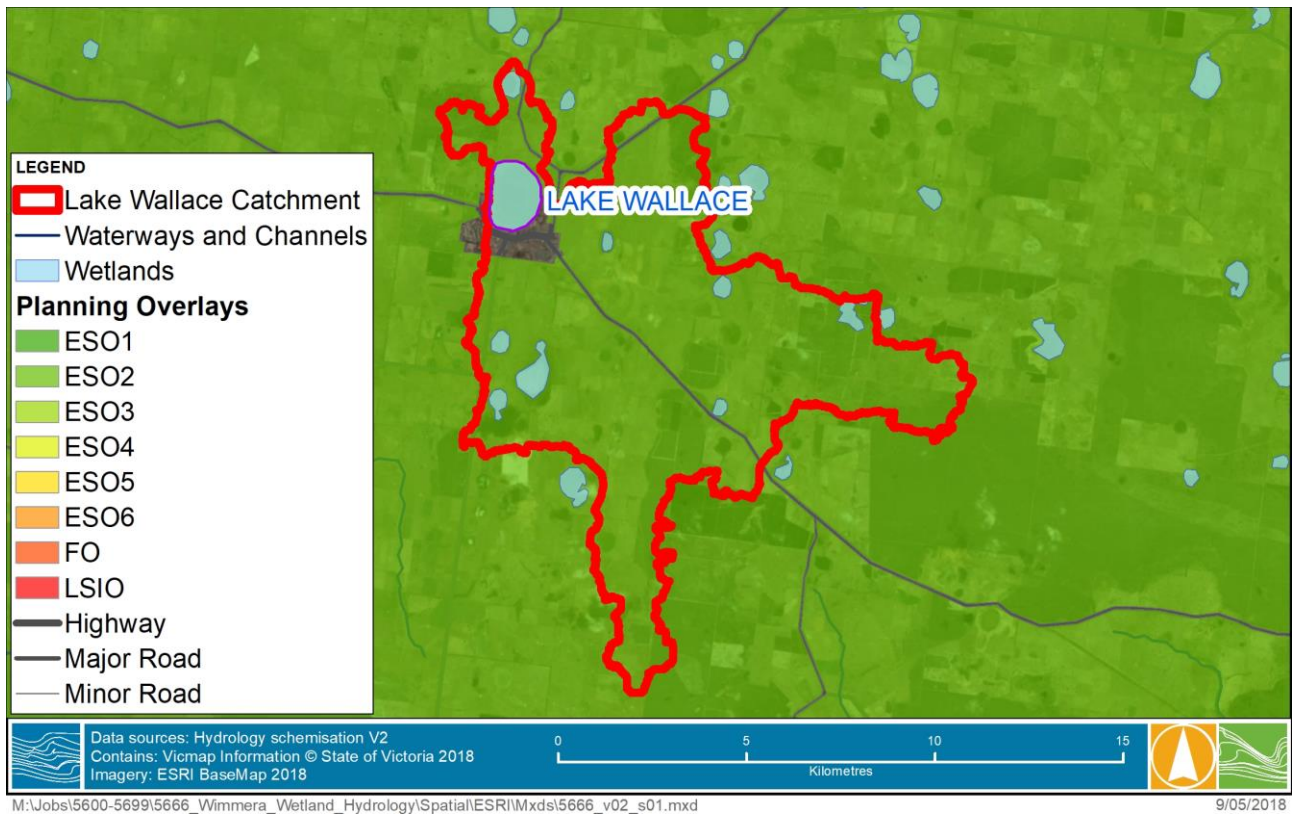 LAKE WALLACE
LEGEND
Lake Wallace Catchment
Waterways and Channels
Wetlands
Planning Overlays
ESO1
ESO2
ESO3
ESO4
ESO5
ESO6
FO
LSIO
Highway
Major Road
Minor Road
Data sources: Hydrology schemisation V2
Contains: Vicmap Information © State of Victoria 2018
Imagery: ESRI BaseMap 2018
0 5 10 15
Kilometres
M:\Jobs\5600-5699\5666_Wimmera_Wetland_Hydrology\Spatial\ESRI\Mxds\5666_v02_s01.mxd
9/05/2018